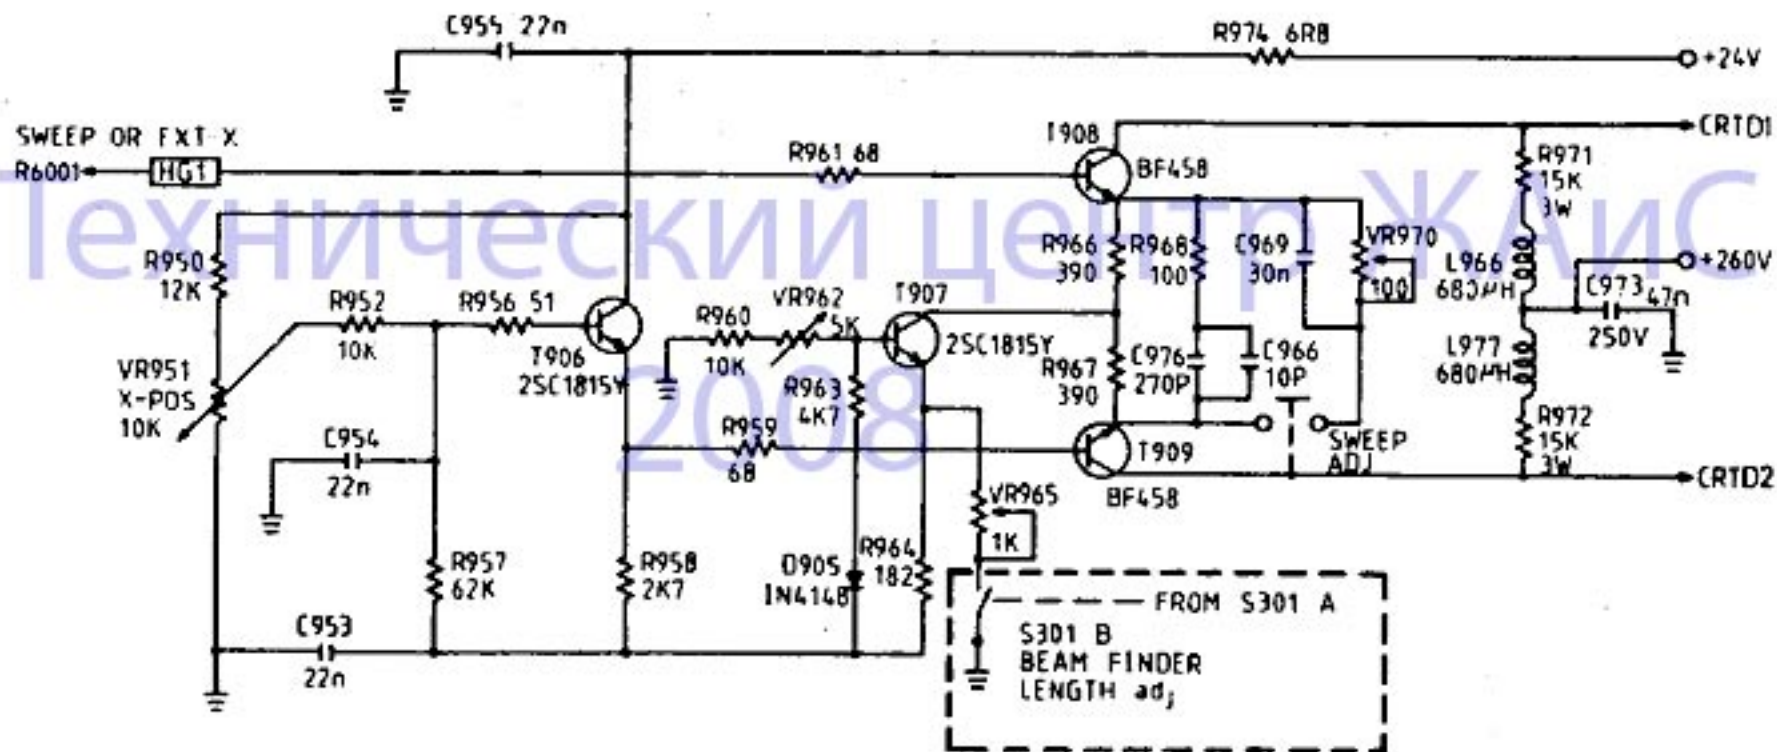 C955 22n
R974 6R8
+24V
SWEEP OR FXT X
R6001
HG1
R961 68
T908
BF458
CRTD1
R971
15K
3W
Технический центр ЖАиС
2008
R950
12K
R952
10K
R956 51
T906
2SC1815Y
R960
10K
VR962
5K
T907
2SC1815Y
R966
390
R968
100
C969
30n
VR970
100
L966
680μH
+260V
C973 47n
250V
VR951
X-POS
10K
R963
4K7
R967
390
C976
270P
C966
10P
L977
680μH
C954
22n
R959
68
T909
BF458
SWEEP
ADJ
R972
15K
3W
CRTD2
VR965
1K
R957
62K
R958
2K7
D905
IN4148
R964
182
C953
22n
FROM S301 A
S301 B
BEAM FINDER
LENGTH adj